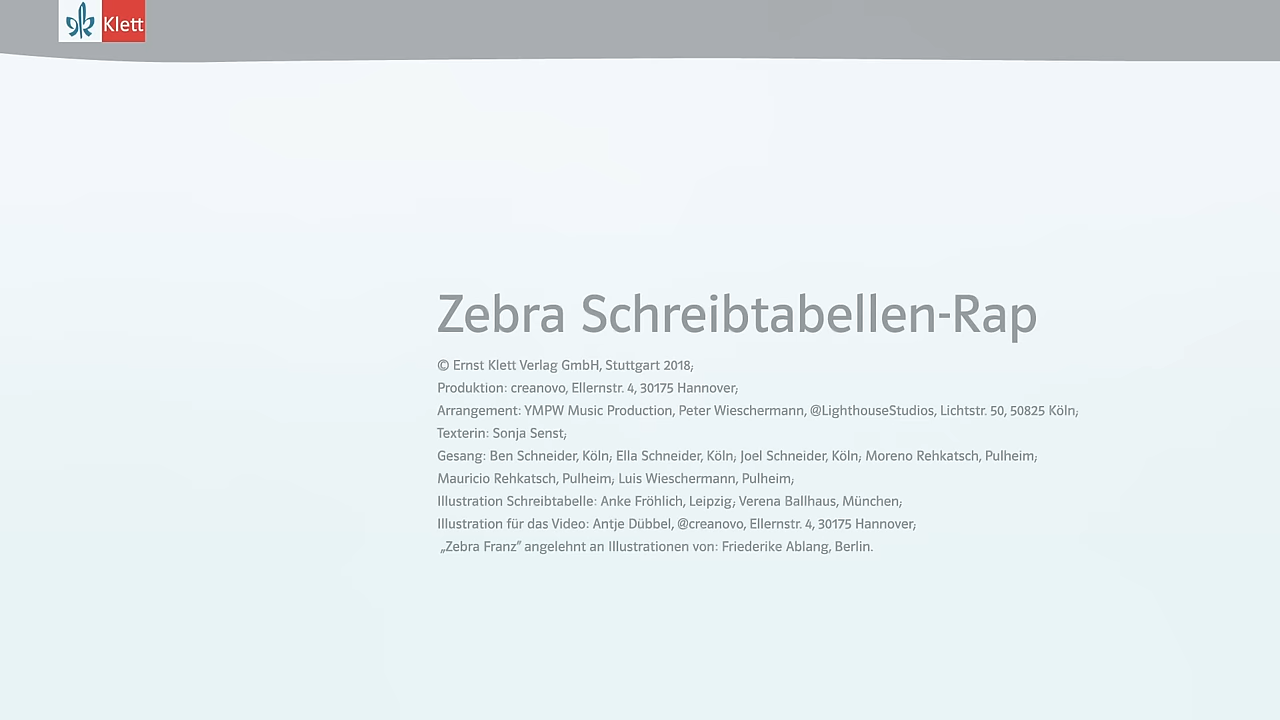 Klett
Zebra Schreibtabellen-Rap
© Ernst Klett Verlag GmbH, Stuttgart 2018;
Produktion: creanovo, Ellernstr. 4, 30175 Hannover;
Arrangement: YMPW Music Production, Peter Wieschermann, @LighthouseStudios, Lichtstr. 50, 50825 Köln;
Texterin: Sonja Senst;
Gesang: Ben Schneider, Köln; Ella Schneider, Köln; Joel Schneider, Köln; Moreno Rehkatsch, Pulheim;
Mauricio Rehkatsch, Pulheim; Luis Wieschermann, Pulheim;
Illustration Schreibtabelle: Anke Fröhlich, Leipzig; Verena Ballhaus, München;
Illustration für das Video: Antje Dübbel, @creanovo, Ellernstr. 4, 30175 Hannover;
„Zebra Franz” angelehnt an Illustrationen von: Friederike Ablang, Berlin.